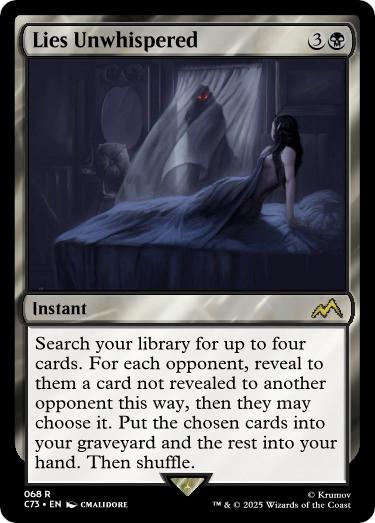 Lies Unwhispered 3
Instant
Search your library for up to four
cards. For each opponent, reveal to
them a card not revealed to another
opponent this way, then they may
choose it. Put the chosen cards into
your graveyard and the rest into your
hand. Then shuffle.
068 R
C73 • EN CMALIDORE
© Krumov
™ & © 2025 Wizards of the Coast